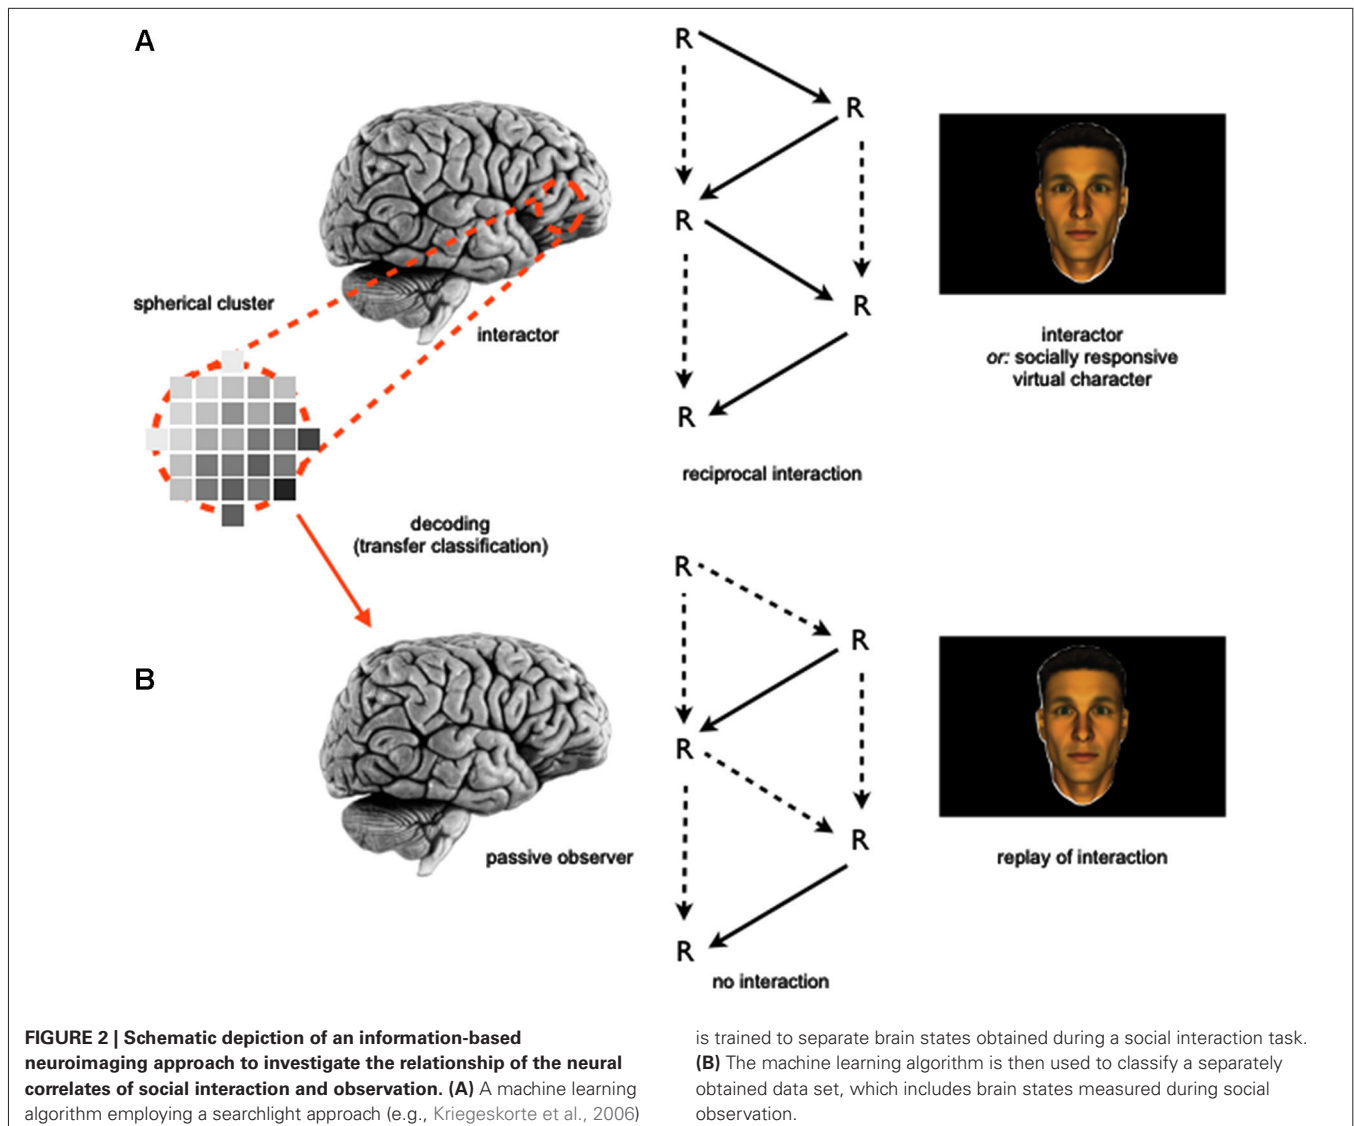 A
R
R
R
R
R
spherical cluster
interactor
interactor
or: socially responsive
virtual character
reciprocal interaction
decoding
(transfer classification)
B
R
R
R
R
R
passive observer
replay of interaction
no interaction
FIGURE 2 | Schematic depiction of an information-based
neuroimaging approach to investigate the relationship of the neural
correlates of social interaction and observation. (A) A machine learning
algorithm employing a searchlight approach (e.g., Kriegeskorte et al., 2006)
is trained to separate brain states obtained during a social interaction task.
(B) The machine learning algorithm is then used to classify a separately
obtained data set, which includes brain states measured during social
observation.